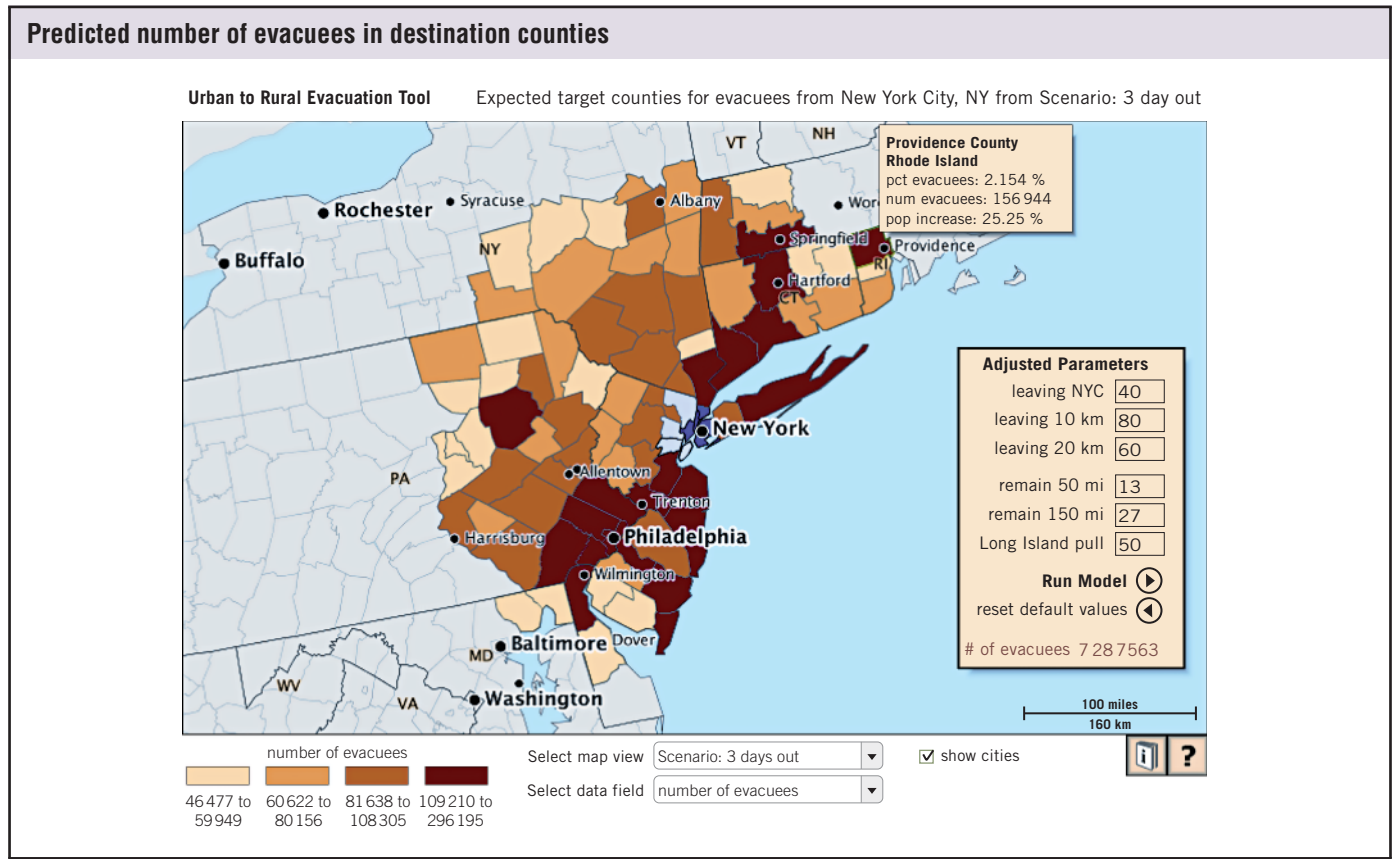 Predicted number of evacuees in destination counties
Urban to Rural Evacuation Tool
Expected target counties for evacuees from New York City, NY from Scenario: 3 day out
VT
NH
Providence County
Rhode Island
pct evacuees: 2.154 %
num evacuees: 156 944
pop increase: 25.25 %
Syracuse
Albany
Rochester
Wor
NY
Springfield
Providence
Buffalo
RI
Hartford
CT
Adjusted Parameters
leaving NYC 40
leaving 10 km 80
leaving 20 km 60
remain 50 mi 13
remain 150 mi 27
Long Island pull 50
Run Model
reset default values
# of evacuees 7 28 7563
New York
PA
Allentown
Trenton
Harrisburg
Philadelphia
Wilmington
Baltimore
Dover
MD
WV
VA
Washington
100 miles
160 km
number of evacuees
46 477 to
59 949
60 622 to
80 156
81 638 to
108 305
109 210 to
296 195
Select map view Scenario: 3 days out
Select data field number of evacuees
show cities
i
?